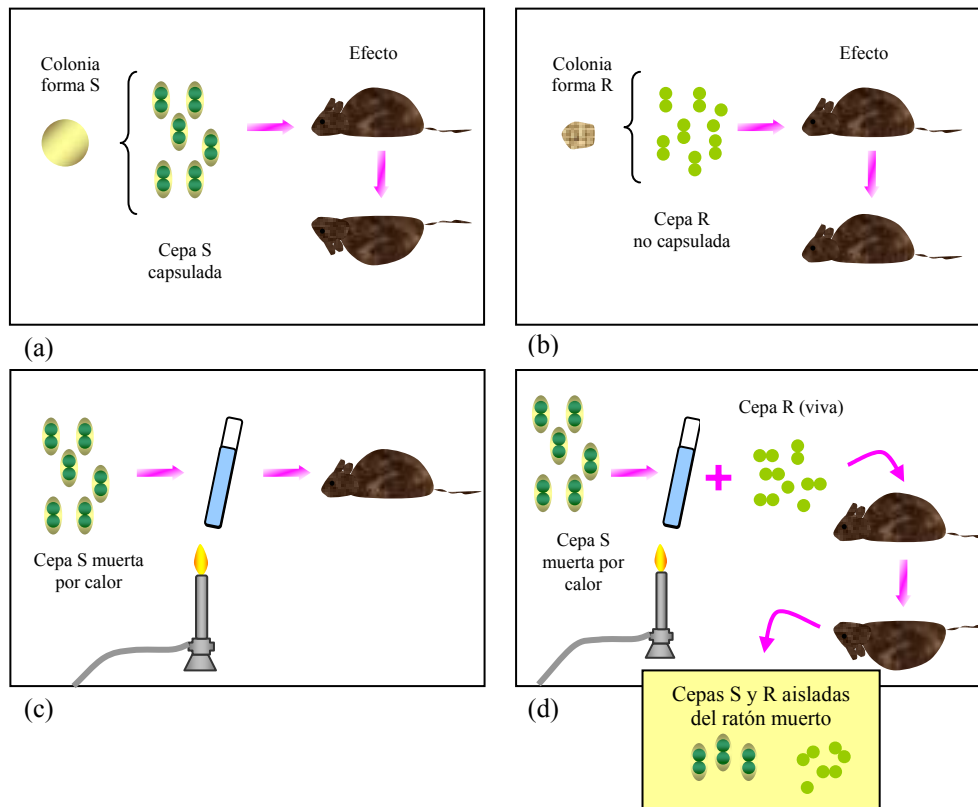 Colonia
forma S
Efecto
Cepa S
capsulada
(a)
Colonia
forma R
Efecto
Cepa R
no capsulada
(b)
Cepa S muerta
por calor
(c)
Cepa R (viva)
Cepa S
muerta por
calor
(d)
Cepas S y R aisladas
del ratón muerto